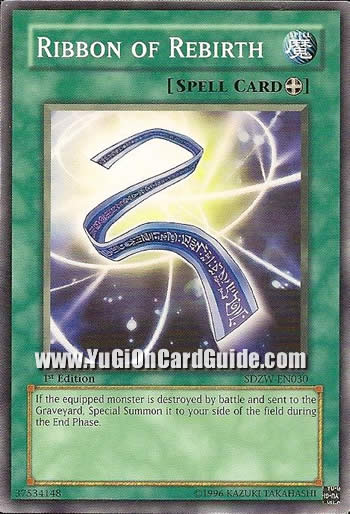 RIBBON OF REBIRTH
魔
[SPELL CARD]
www.YuGiOhCardGuide.com
1st Edition
SDZW-EN030
If the equipped monster is destroyed by battle and sent to the
Graveyard, Special Summon it to your side of the field during
the End Phase.
37534148
©1996 KAZUKI TAKAHASHI